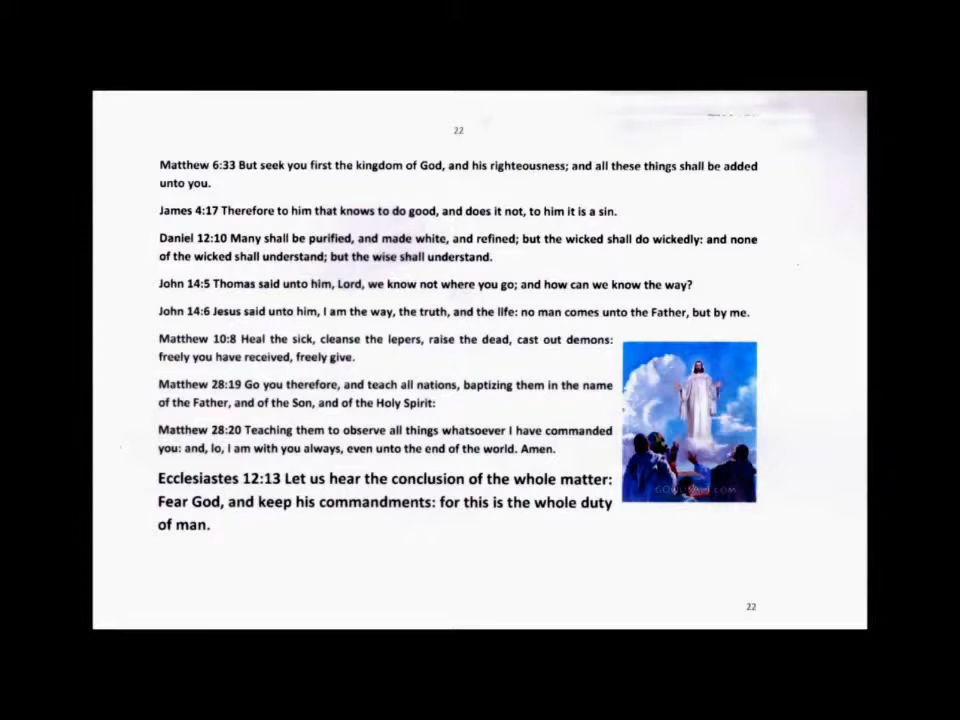 22
Matthew 6:33 But seek you first the kingdom of God, and his righteousness; and all these things shall be added
unto you.
James 4:17 Therefore to him that knows to do good, and does it not, to him it is a sin.
Daniel 12:10 Many shall be purified, and made white, and refined; but the wicked shall do wickedly: and none
of the wicked shall understand; but the wise shall understand.
John 14:5 Thomas said unto him, Lord, we know not where you go; and how can we know the way?
John 14:6 Jesus said unto him, I am the way, the truth, and the life: no man comes unto the Father, but by me.
Matthew 10:8 Heal the sick, cleanse the lepers, raise the dead, cast out demons:
freely you have received, freely give.
Matthew 28:19 Go you therefore, and teach all nations, baptizing them in the name
of the Father, and of the Son, and of the Holy Spirit:
Matthew 28:20 Teaching them to observe all things whatsoever I have commanded
you: and, lo, I am with you always, even unto the end of the world. Amen.
Ecclesiastes 12:13 Let us hear the conclusion of the whole matter:
Fear God, and keep his commandments: for this is the whole duty
of man.
22